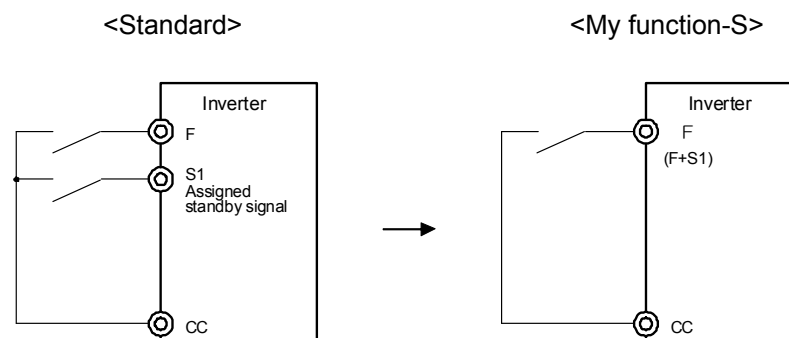 <Standard>
Inverter
F
S1
Assigned
standby signal
CC
<My function-S>
Inverter
F
(F+S1)
CC